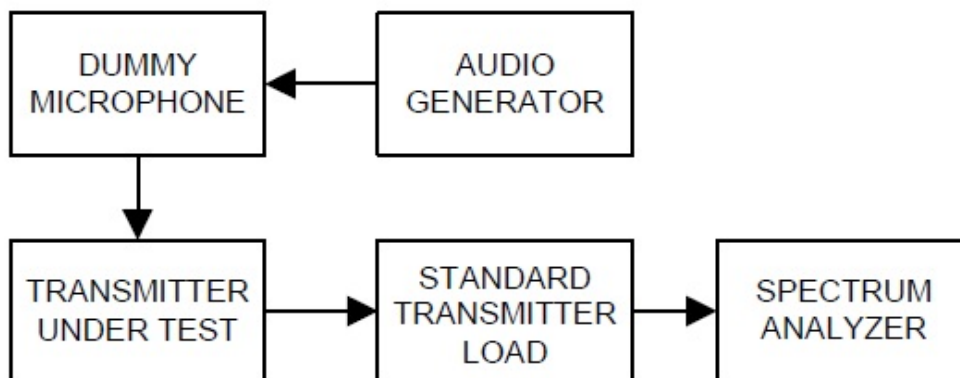 DUMMY
MICROPHONE
AUDIO
GENERATOR
TRANSMITTER
UNDER TEST
STANDARD
TRANSMITTER
LOAD
SPECTRUM
ANALYZER